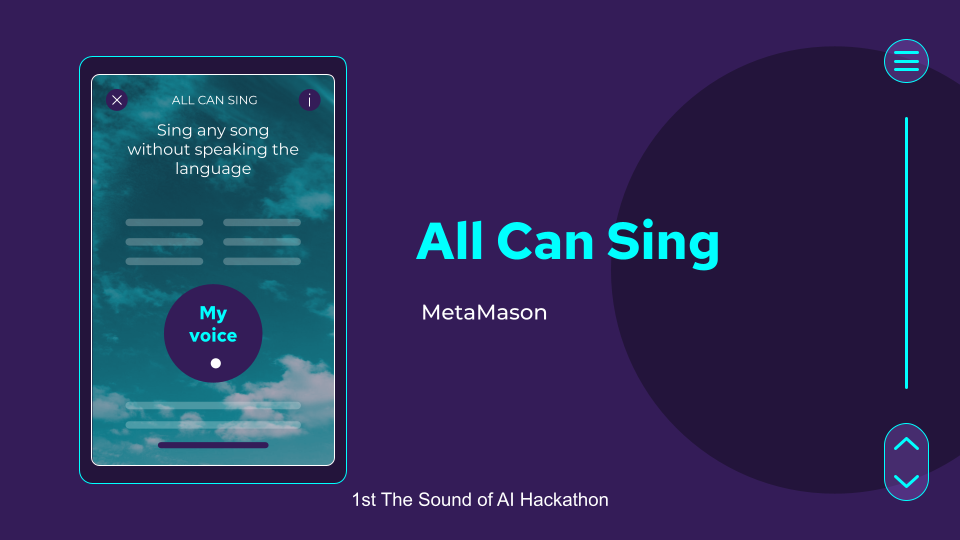 ALL CAN SING
Sing any song
without speaking the
language
My
voice
All Can Sing
MetaMason
1st The Sound of AI Hackathon